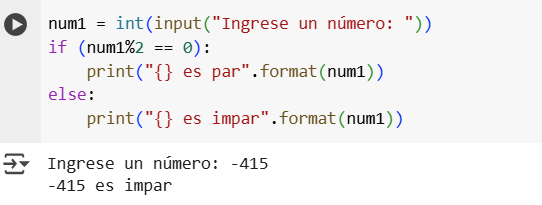 num1 = int(input("Ingrese un número: "))
if (num1%2 == 0):
    print("{} es par".format(num1))
else:
    print("{} es impar".format(num1))
Ingrese un número: -415
-415 es impar